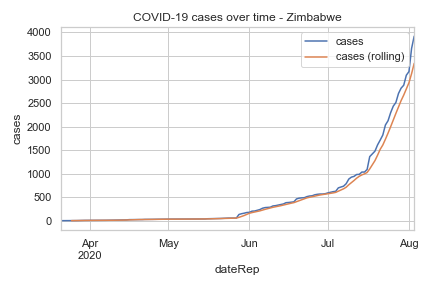 COVID-19 cases over time - Zimbabwe
cases
cases (rolling)
4000
3500
3000
2500
2000
1500
1000
500
0
cases
Apr
2020
May
Jun
Jul
Aug
dateRep